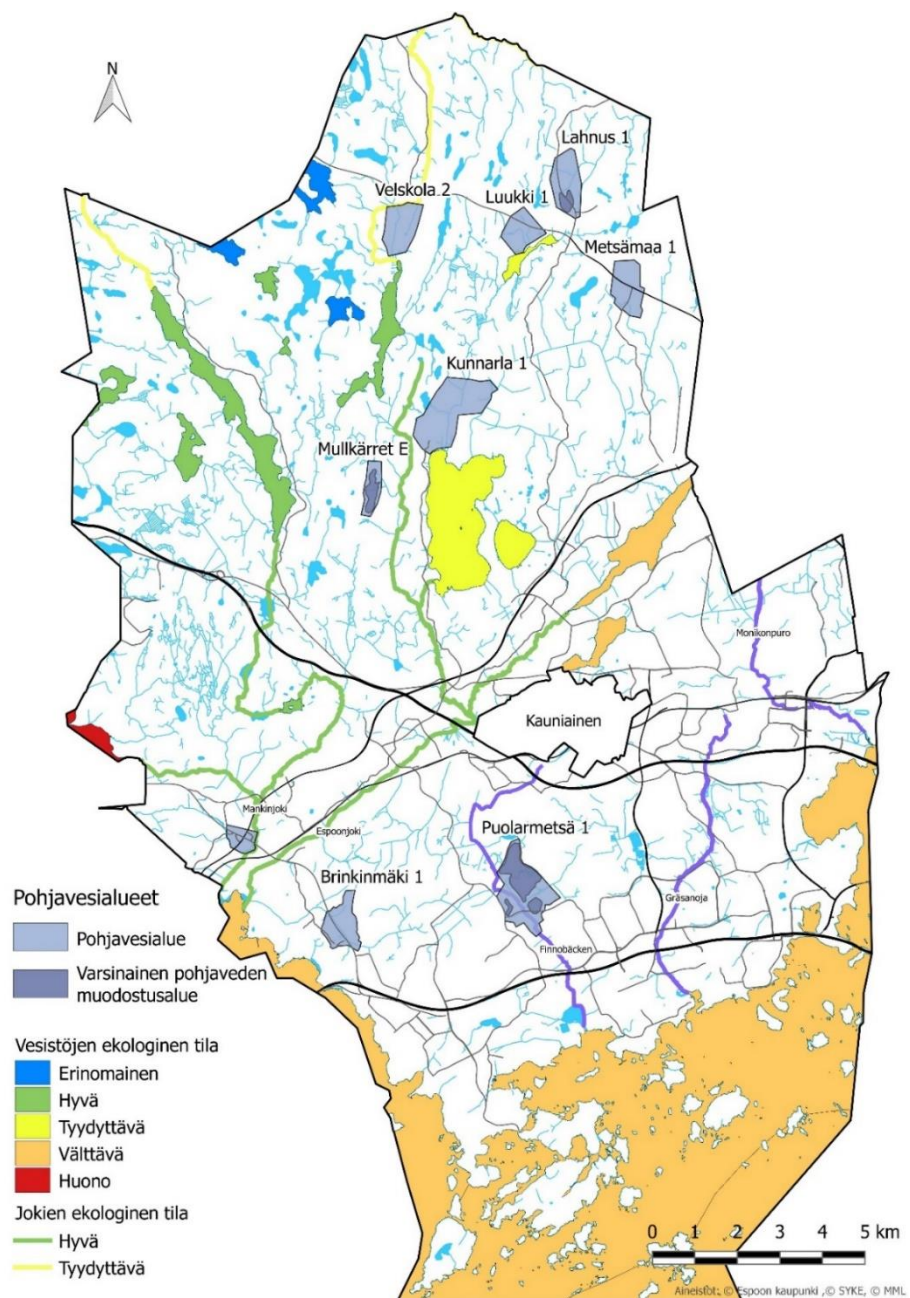 N
Lahnus 1
Velskola 2
Luukki 1
Metsämaa 1
Kunnarla 1
Mullkärret E
Monikonpuro
Kauniainen
Mankinjoki
Espoonjoki
Puolarmetsä 1
Brinkinmäki 1
Gräsanoja
Finnobäcken
Pohjavesialueet
Pohjavesialue
Varsinainen pohjaveden
muodostusalue
Vesistöjen ekologinen tila
Erinomainen
Hyvä
Tyydyttävä
Välttävä
Huono
Jokien ekologinen tila
Hyvä
Tyydyttävä
0 1 2 3 4 5 km
Aineistot: © Espoon kaupunki ,© SYKE, © MML